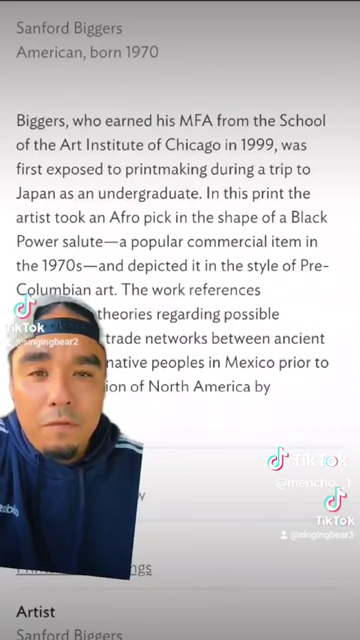 Sanford Biggers
American, born 1970
Biggers, who earned his MFA from the School
of the Art Institute of Chicago in 1999, was
first exposed to printmaking during a trip to
Japan as an undergraduate. In this print the
artist took an Afro pick in the shape of a Black
Power salute—a popular commercial item in
the 1970s—and depicted it in the style of Pre-
Columbian art. The work references
theories regarding possible
trade networks between ancient
native peoples in Mexico prior to
ion of North America by
TikTok
@singingbear2
TikTok
@mencho_1
TikTok
@singingbear3
ngs
Artist
Sanford Biggers